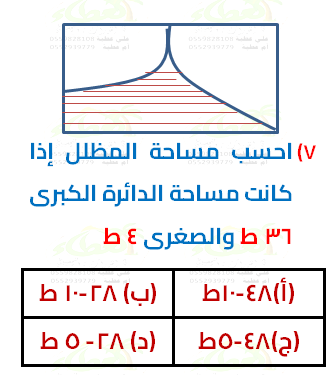 ٧) احسب مساحة المظلل إذا
كانت مساحة الدائرة الكبرى
٣٦ ط والصغرى ٤ ط
(أ)٤٨-١٠ط (ب) ٢٨-١٠ ط
(ج)٤٨-٥ط (د) ٢٨- ٥ ط